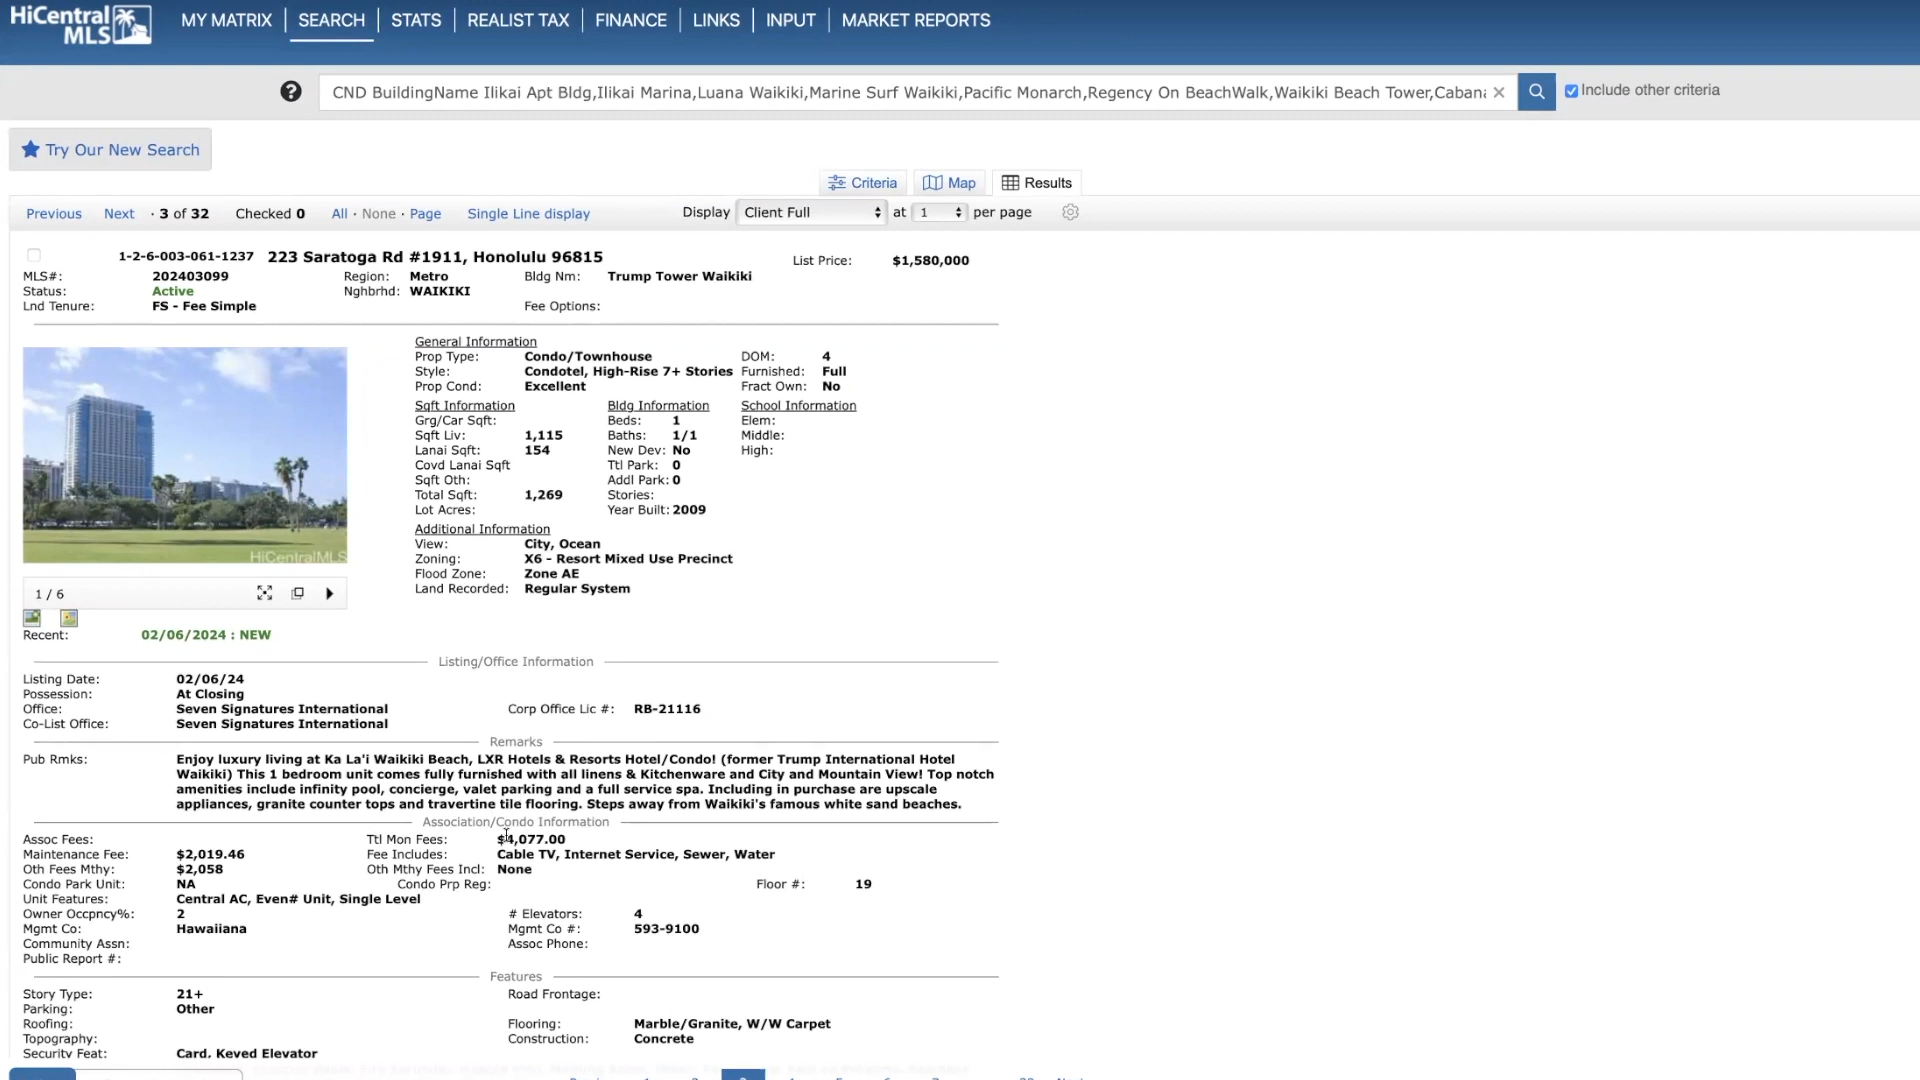 HiCentral MLS
MY MATRIX SEARCH STATS REALIST TAX FINANCE LINKS INPUT MARKET REPORTS
? CND BuildingName Ilikai Apt Bldg,Ilikai Marina,Luana Waikiki,Marine Surf Waikiki,Pacific Monarch,Regency On BeachWalk,Waikiki Beach Tower,Cabana Include other criteria
Try Our New Search
Criteria Map Results
Previous Next · 3 of 32 Checked 0 All · None · Page Single Line display Display Client Full at 1 per page
1-2-6-003-061-1237 223 Saratoga Rd #1911, Honolulu 96815 List Price: $1,580,000
MLS#: 202403099 Region: Metro Bldg Nm: Trump Tower Waikiki
Status: Active Nghbrhd: WAIKIKI
Lnd Tenure: FS - Fee Simple Fee Options:
General Information
Prop Type: Condo/Townhouse DOM: 4
Style: Condotel, High-Rise 7+ Stories Furnished: Full
Prop Cond: Excellent Fract Own: No
Sqft Information Bldg Information School Information
Grg/Car Sqft: Beds: 1 Elem:
Sqft Liv: 1,115 Baths: 1/1 Middle:
Lanai Sqft: 154 New Dev: No High:
Covd Lanai Sqft Ttl Park: 0
Sqft Oth: Addl Park: 0
Total Sqft: 1,269 Stories:
Lot Acres: Year Built: 2009
Additional Information
View: City, Ocean
Zoning: X6 - Resort Mixed Use Precinct
Flood Zone: Zone AE
Land Recorded: Regular System
HiCentralMLS
1 / 6
Recent: 02/06/2024 : NEW
Listing/Office Information
Listing Date: 02/06/24
Possession: At Closing
Office: Seven Signatures International Corp Office Lic #: RB-21116
Co-List Office: Seven Signatures International
Remarks
Pub Rmks: Enjoy luxury living at Ka La'i Waikiki Beach, LXR Hotels & Resorts Hotel/Condo! (former Trump International Hotel
Waikiki) This 1 bedroom unit comes fully furnished with all linens & Kitchenware and City and Mountain View! Top notch
amenities include infinity pool, concierge, valet parking and a full service spa. Including in purchase are upscale
appliances, granite counter tops and travertine tile flooring. Steps away from Waikiki's famous white sand beaches.
Association/Condo Information
Assoc Fees: Ttl Mon Fees: $4,077.00
Maintenance Fee: $2,019.46 Fee Includes: Cable TV, Internet Service, Sewer, Water
Oth Fees Mthy: $2,058 Oth Mthy Fees Incl: None
Condo Park Unit: NA Condo Prp Reg: Floor #: 19
Unit Features: Central AC, Even# Unit, Single Level
Owner Occpncy%: 2 # Elevators: 4
Mgmt Co: Hawaiiana Mgmt Co #: 593-9100
Community Assn: Assoc Phone:
Public Report #:
Features
Story Type: 21+ Road Frontage:
Parking: Other
Roofing: Flooring: Marble/Granite, W/W Carpet
Topography: Construction: Concrete
Security Feat: Card, Keyed Elevator